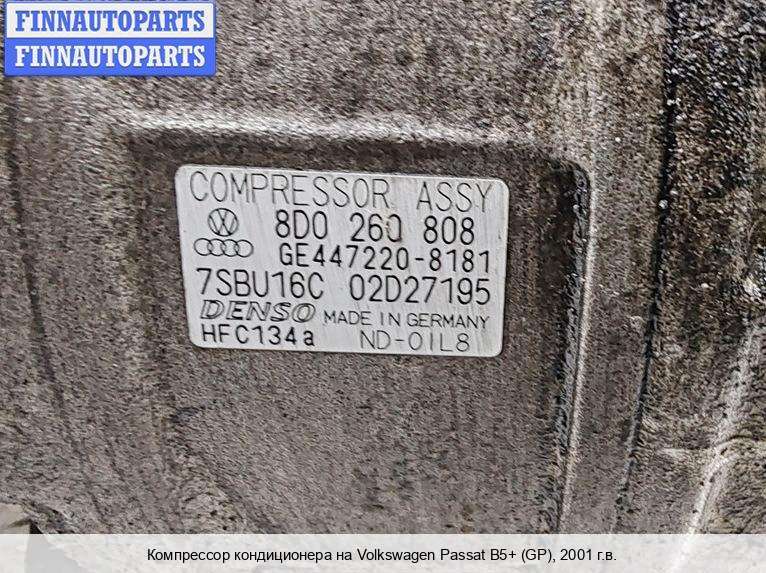 FINNAUTOPARTS
FINNAUTOPARTS
COMPRESSOR ASSY
8D0 260 808
GE447220-8181
7SBU16C 02D27195
DENSO MADE IN GERMANY
HFC134a ND-OIL8
Компрессор кондиционера на Volkswagen Passat B5+ (GP), 2001 г.в.